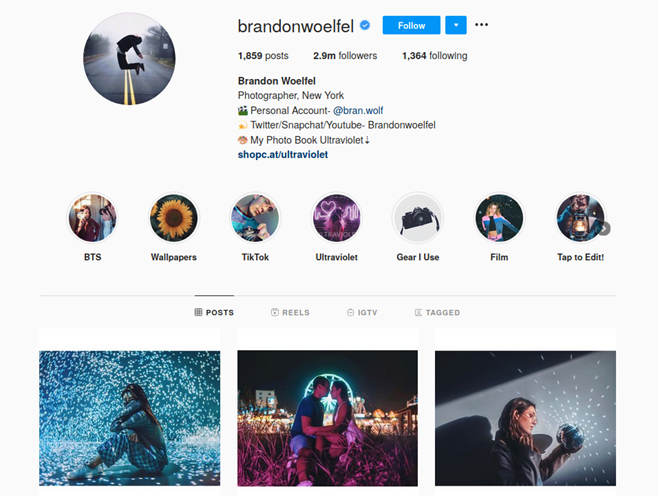 brandonwoelfel Follow
1,859 posts 2.9m followers 1,364 following
Brandon Woelfel
Photographer, New York
Personal Account- @bran.wolf
Twitter/Snapchat/Youtube- Brandonwoelfel
My Photo Book Ultraviolet↓
shopc.at/ultraviolet
BTS Wallpapers TikTok Ultraviolet Gear I Use Film Tap to Edit!
POSTS REELS IGTV TAGGED